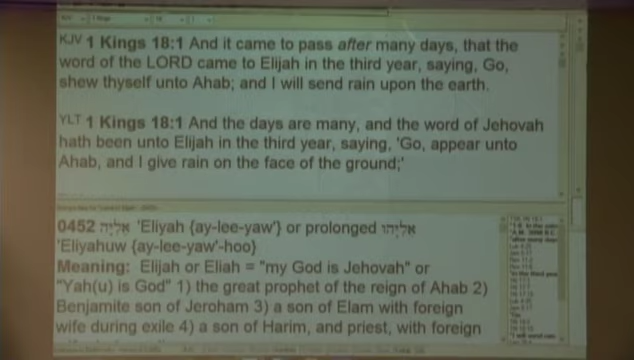 KJV 1 Kings 18:1 And it came to pass after many days, that the
word of the LORD came to Elijah in the third year, saying, Go,
shew thyself unto Ahab; and I will send rain upon the earth.
YLT 1 Kings 18:1 And the days are many, and the word of Jehovah
hath been unto Elijah in the third year, saying, 'Go, appear unto
Ahab, and I give rain on the face of the ground;'
0452 אֵלִיָּה 'Eliyah {ay-lee-yaw'} or prolonged אֵלִיָּהוּ
'Eliyahuw {ay-lee-yaw'-hoo}
Meaning: Elijah or Eliah = "my God is Jehovah" or
"Yah(u) is God" 1) the great prophet of the reign of Ahab 2)
Benjamite son of Jeroham 3) a son of Elam with foreign
wife during exile 4) a son of Harim, and priest, with foreign